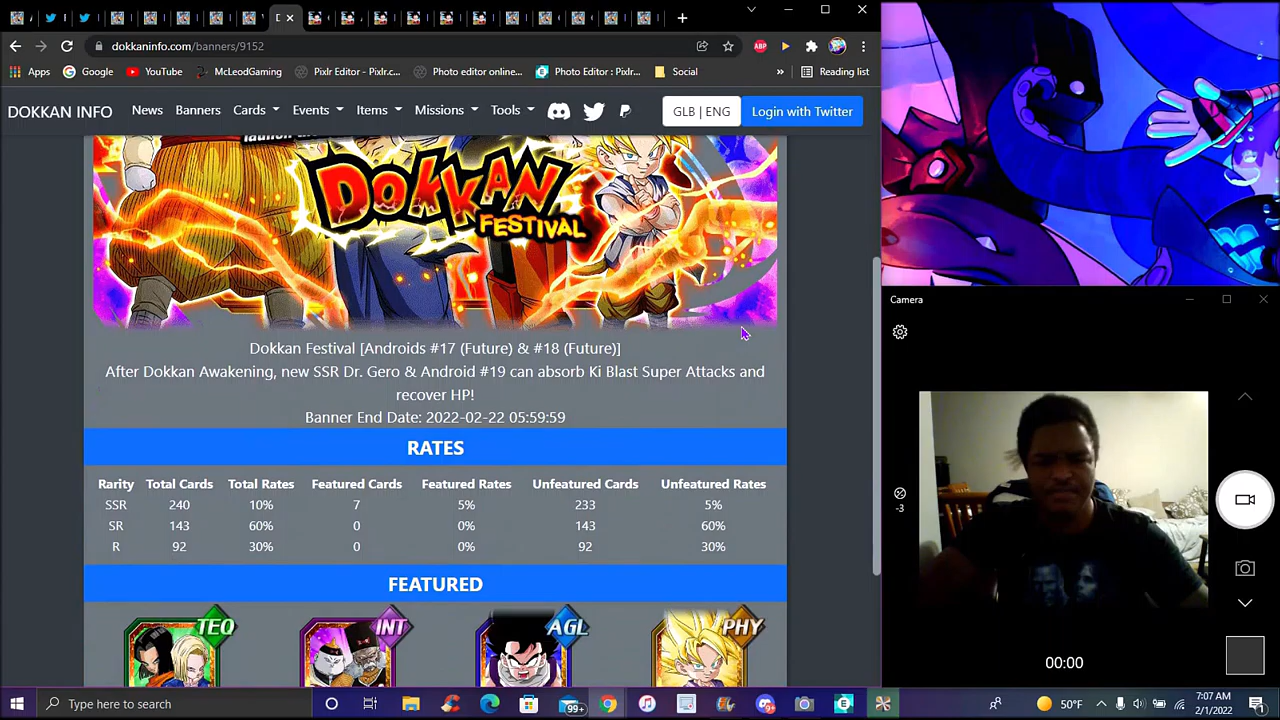 dokkaninfo.com/banners/9152
ABP
Apps Google YouTube McLeodGaming Pixlr Editor - Pixlr.c... Photo editor online... Photo Editor : Pixlr... Social » Reading list
DOKKAN INFO News Banners Cards Events Items Missions Tools GLB | ENG Login with Twitter
DOKKAN
FESTIVAL
Dokkan Festival [Androids #17 (Future) & #18 (Future)]
After Dokkan Awakening, new SSR Dr. Gero & Android #19 can absorb Ki Blast Super Attacks and
recover HP!
Banner End Date: 2022-02-22 05:59:59
RATES
Rarity Total Cards Total Rates Featured Cards Featured Rates Unfeatured Cards Unfeatured Rates
SSR 240 10% 7 5% 233 5%
SR 143 60% 0 0% 143 60%
R 92 30% 0 0% 92 30%
FEATURED
TEQ INT AGL PHY
Camera
-3
00:00
Type here to search
99+
50°F
7:07 AM
2/1/2022
1